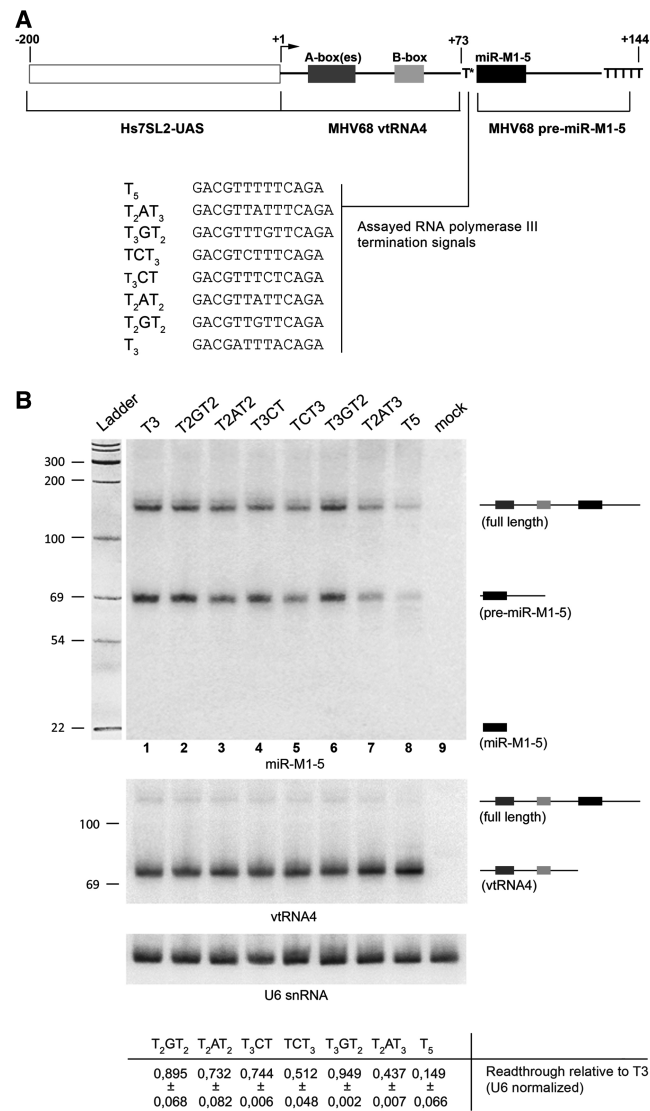 A
-200
+1
+73
+144
A-box(es)
B-box
T*
miR-M1-5
TTTTT
Hs7SL2-UAS
MHV68 vtRNA4
MHV68 pre-miR-M1-5
T5 GACGTTTTTCAGA
T2AT3 GACGTTATTTCAGA
T3GT2 GACGTTTGTTCAGA
TCT3 GACGTCTTTCAGA
T3CT GACGTTTCTCAGA
T2AT2 GACGTTATTCAGA
T2GT2 GACGTTGTTCAGA
T3 GACGATTTACAGA
Assayed RNA polymerase III
termination signals
B
Ladder T3 T2GT2 T2AT2 T3CT TCT3 T3GT2 T2AT3 T5 mock
300
200
100
69
54
22
(full length)
(pre-miR-M1-5)
(miR-M1-5)
1 2 3 4 5 6 7 8 9
miR-M1-5
100
69
(full length)
(vtRNA4)
vtRNA4
U6 snRNA
T2GT2 T2AT2 T3CT TCT3 T3GT2 T2AT3 T5
0,895 0,732 0,744 0,512 0,949 0,437 0,149
± ± ± ± ± ± ±
0,068 0,082 0,006 0,048 0,002 0,007 0,066
Readthrough relative to T3
(U6 normalized)